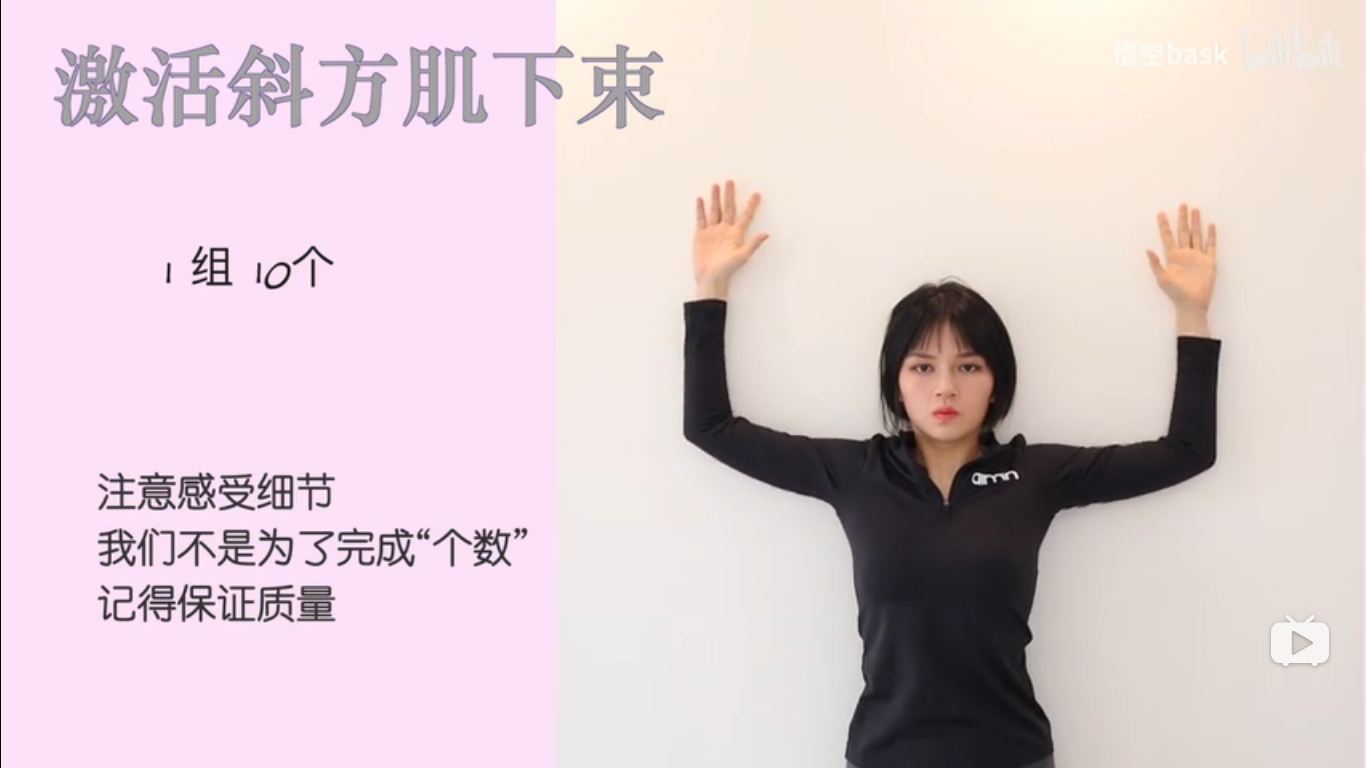 激活斜方肌下束
悟空bask bilibili
1 组 10个
aimn
注意感受细节
我们不是为了完成“个数”
记得保证质量